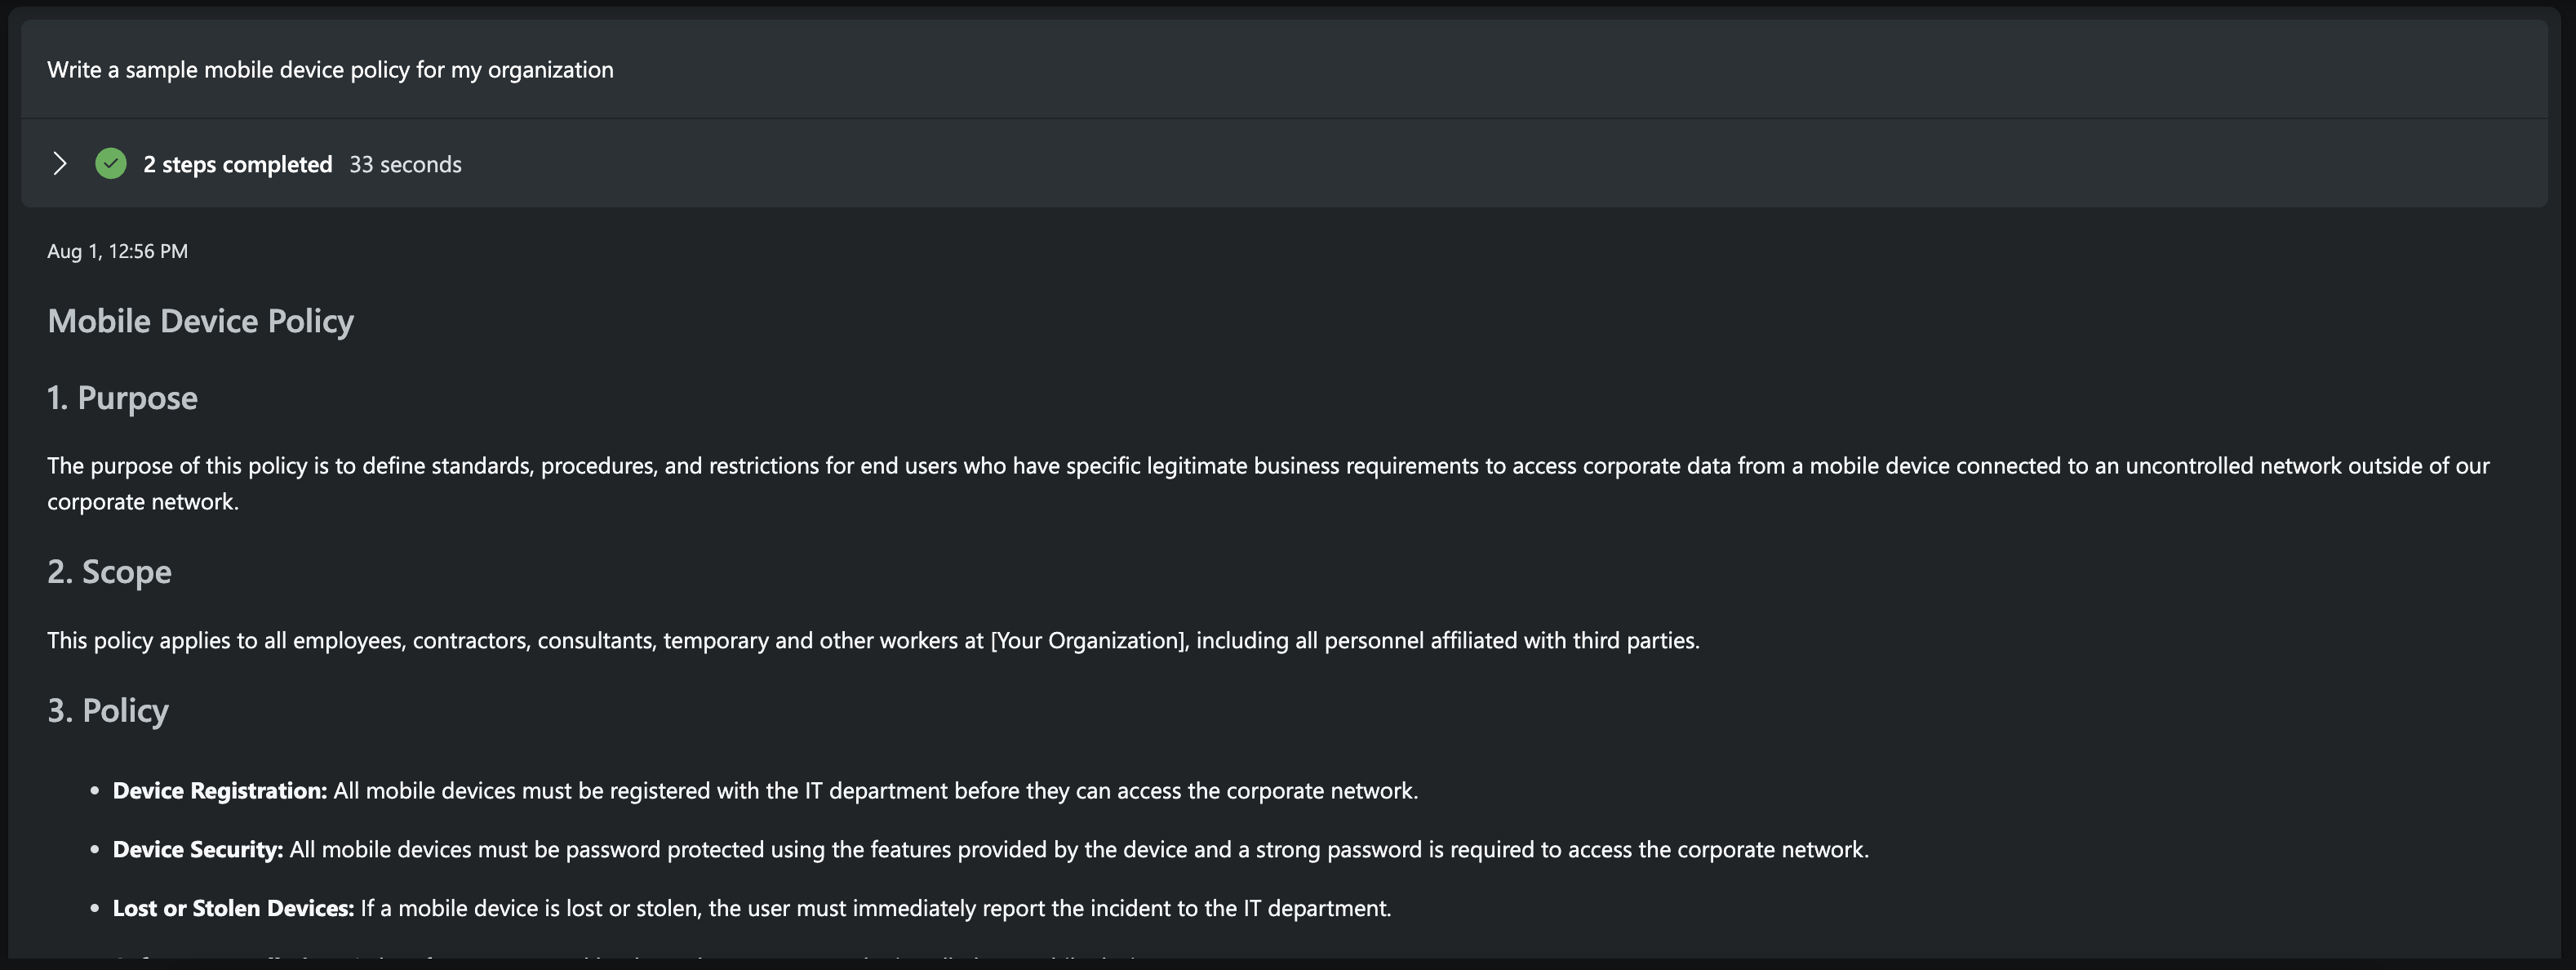 Write a sample mobile device policy for my organization
2 steps completed 33 seconds
Aug 1, 12:56 PM
Mobile Device Policy
1. Purpose
The purpose of this policy is to define standards, procedures, and restrictions for end users who have specific legitimate business requirements to access corporate data from a mobile device connected to an uncontrolled network outside of our
corporate network.
2. Scope
This policy applies to all employees, contractors, consultants, temporary and other workers at [Your Organization], including all personnel affiliated with third parties.
3. Policy
• Device Registration: All mobile devices must be registered with the IT department before they can access the corporate network.
• Device Security: All mobile devices must be password protected using the features provided by the device and a strong password is required to access the corporate network.
• Lost or Stolen Devices: If a mobile device is lost or stolen, the user must immediately report the incident to the IT department.